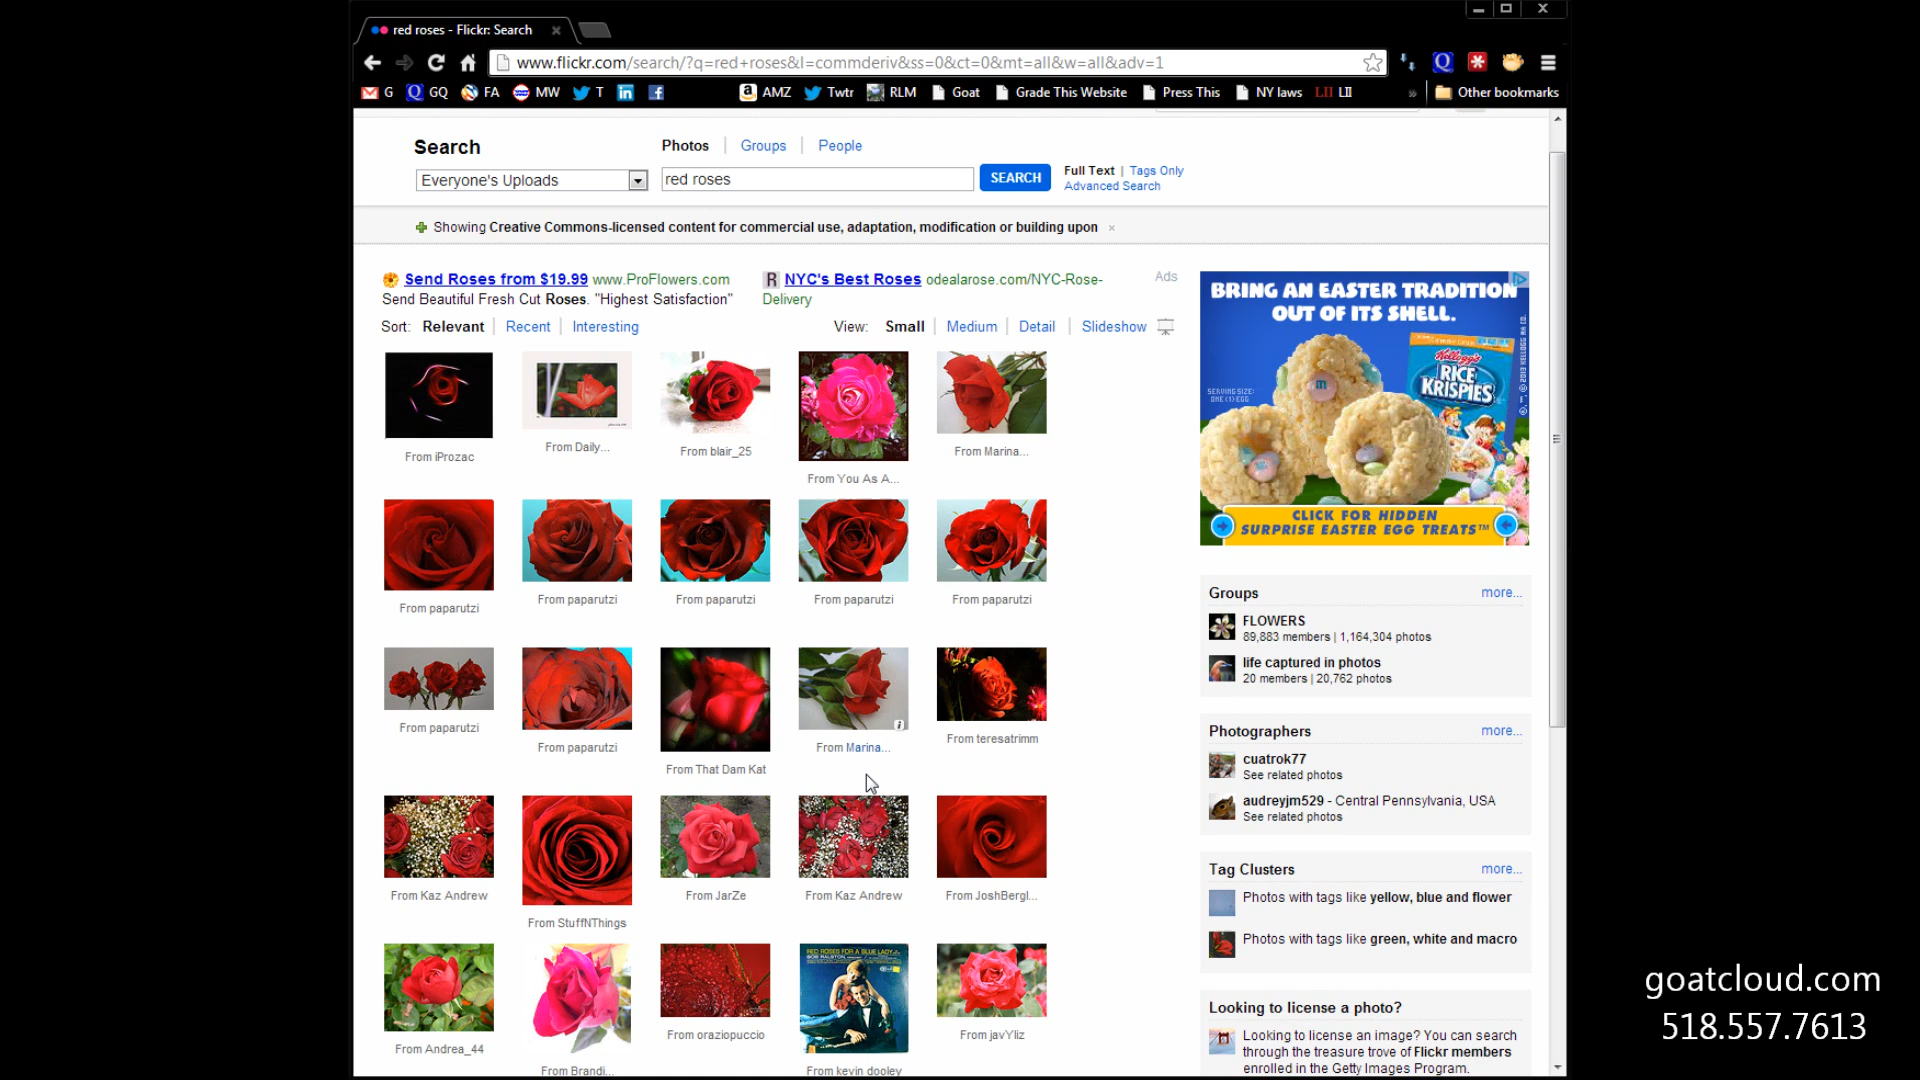 red roses - Flickr: Search
www.flickr.com/search/?q=red+roses&l=commderiv&ss=0&ct=0&mt=all&w=all&adv=1
G GQ FA MW T AMZ Twtr RLM Goat Grade This Website Press This NY laws LII LII » Other bookmarks
Search
Photos | Groups | People
Everyone's Uploads
red roses
SEARCH
Full Text | Tags Only
Advanced Search
Showing Creative Commons-licensed content for commercial use, adaptation, modification or building upon ×
Send Roses from $19.99 www.ProFlowers.com
Send Beautiful Fresh Cut Roses. "Highest Satisfaction"
NYC's Best Roses odealarose.com/NYC-Rose-
Delivery
Ads
Sort: Relevant | Recent | Interesting
View: Small | Medium | Detail | Slideshow
From iProzac
From Daily...
From blair_25
From You As A...
From Marina...
From paparutzi
From paparutzi
From paparutzi
From paparutzi
From paparutzi
From paparutzi
From paparutzi
From That Dam Kat
From Marina...
From teresatrimm
From Kaz Andrew
From StuffNThings
From JarZe
From Kaz Andrew
From JoshBergl...
RED ROSES FOR A BLUE LADY
From Andrea_44
From Brandi...
From oraziopuccio
From kevin dooley
From javYliz
BRING AN EASTER TRADITION
OUT OF ITS SHELL.
SERVING SIZE:
ONE (1) EGG
Kellogg's
RICE
KRISPIES
CLICK FOR HIDDEN
SURPRISE EASTER EGG TREATS™
Groups more...
FLOWERS
89,883 members | 1,164,304 photos
life captured in photos
20 members | 20,762 photos
Photographers more...
cuatrok77
See related photos
audreyjm529 - Central Pennsylvania, USA
See related photos
Tag Clusters more...
Photos with tags like yellow, blue and flower
Photos with tags like green, white and macro
Looking to license a photo?
Looking to license an image? You can search
through the treasure trove of Flickr members
enrolled in the Getty Images Program.
goatcloud.com
518.557.7613